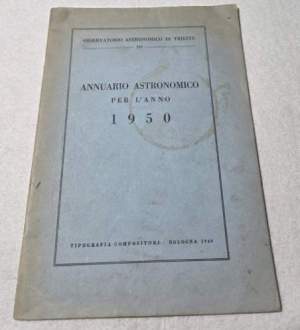 OSSERVATORIO ASTRONOMICO DI TRIESTE
ANNUARIO ASTRONOMICO
PER L'ANNO
1950
TIPOGRAFIA COMPOSITORI - BOLOGNA